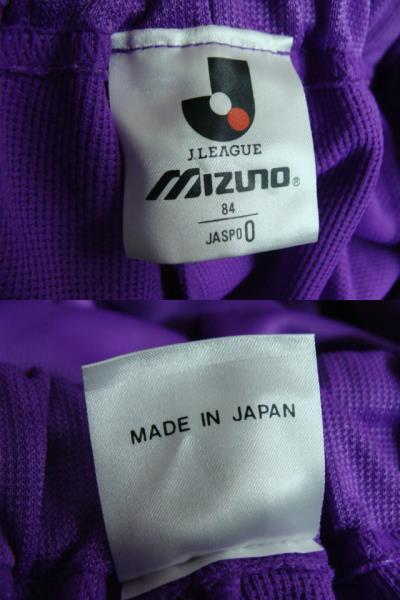 J.LEAGUE
MIZUNO®
84
JASPO O
MADE IN JAPAN